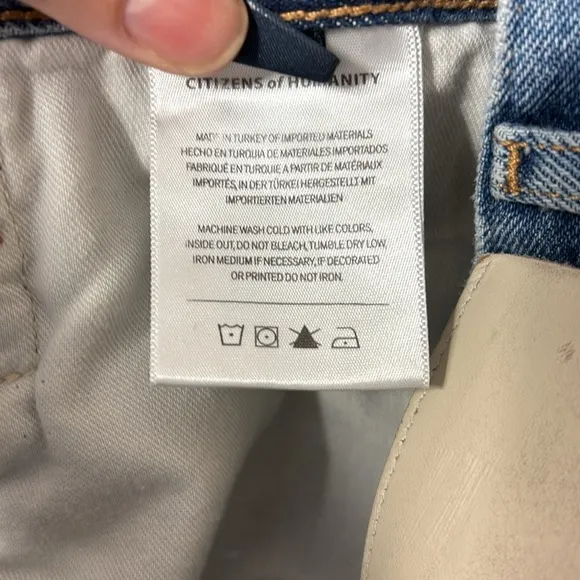 CITIZENS of HUMANITY
MADE IN TURKEY OF IMPORTED MATERIALS
HECHO EN TURQUIA DE MATERIALES IMPORTADOS
FABRIQUÉ EN TURQUIE A PARTIR DE MATÉRIAUX
IMPORTÉS, IN DER TÜRKEI HERGESTELLT MIT
IMPORTIERTEN MATERIALIEN
MACHINE WASH COLD WITH LIKE COLORS,
INSIDE OUT, DO NOT BLEACH, TUMBLE DRY LOW,
IRON MEDIUM IF NECESSARY, IF DECORATED
OR PRINTED DO NOT IRON.